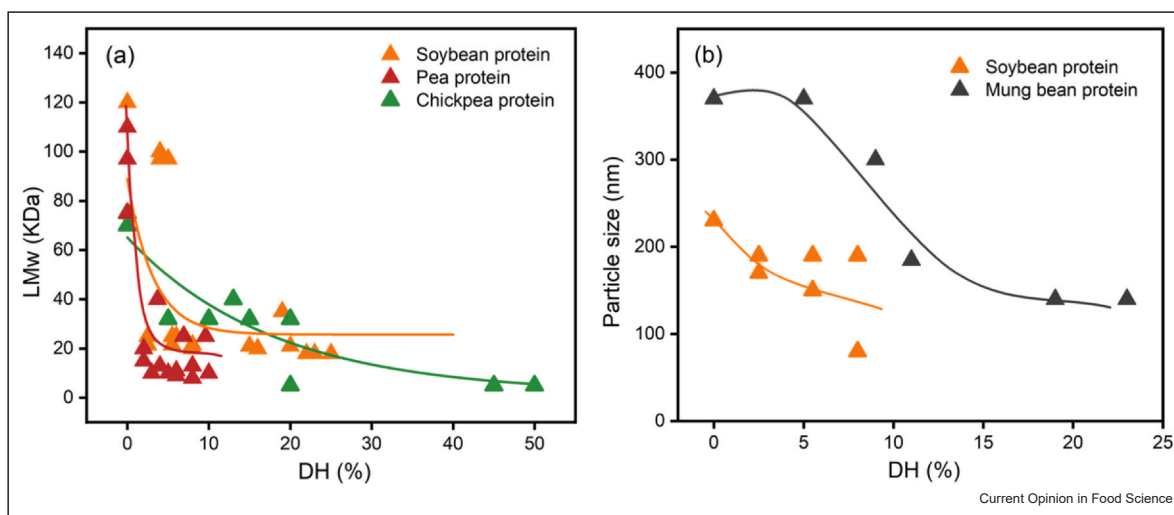 (a)
Soybean protein
Pea protein
Chickpea protein
LMw (KDa)
140
120
100
80
60
40
20
0
0 10 20 30 40 50
DH (%)
(b)
Soybean protein
Mung bean protein
Particle size (nm)
400
300
200
100
0
0 5 10 15 20 25
DH (%)
Current Opinion in Food Science